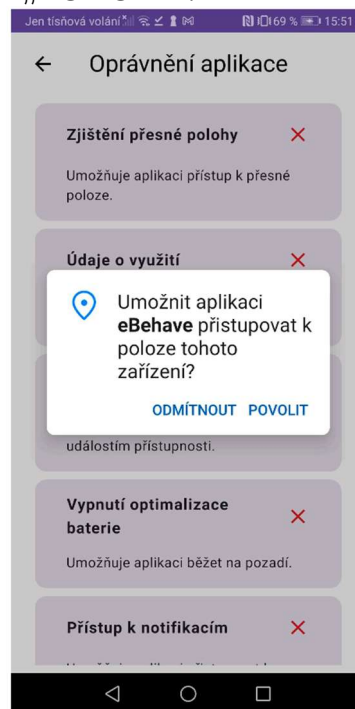 Jen tísňová volání
69 %
15:51
Oprávnění aplikace
Zjištění přesné polohy
Umožňuje aplikaci přístup k přesné
poloze.
Údaje o využití
Umožnit aplikaci
eBehave přistupovat k
poloze tohoto
zařízení?
ODMÍTNOUT POVOLIT
událostím přístupnosti.
Vypnutí optimalizace
baterie
Umožňuje aplikaci běžet na pozadí.
Přístup k notifikacím